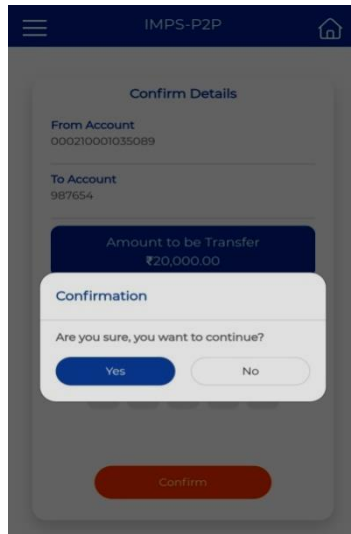 IMPS-P2P
Confirm Details
From Account
000210001035089
To Account
987654
Amount to be Transfer
₹20,000.00
Confirmation
Are you sure, you want to continue?
Yes
No
Confirm